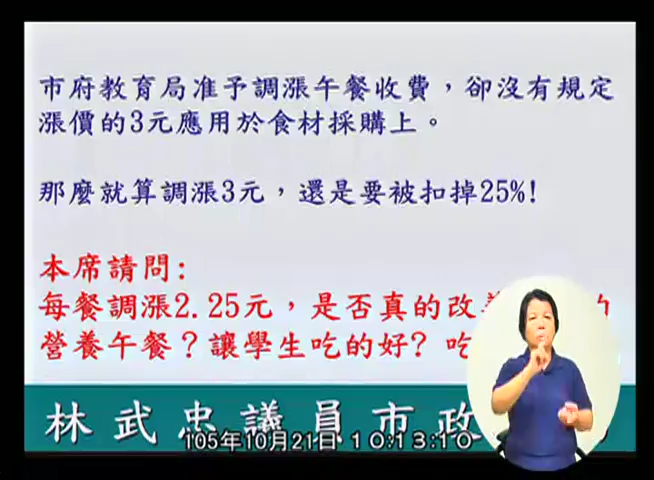 市府教育局准予調漲午餐收費，卻沒有規定
漲價的3元應用於食材採購上。
那麼就算調漲3元，還是要被扣掉25%!
本席請問:
每餐調漲2.25元，是否真的改善
營養午餐？讓學生吃的好? 吃
林武忠議員市政
105年10月21日 10:13:10